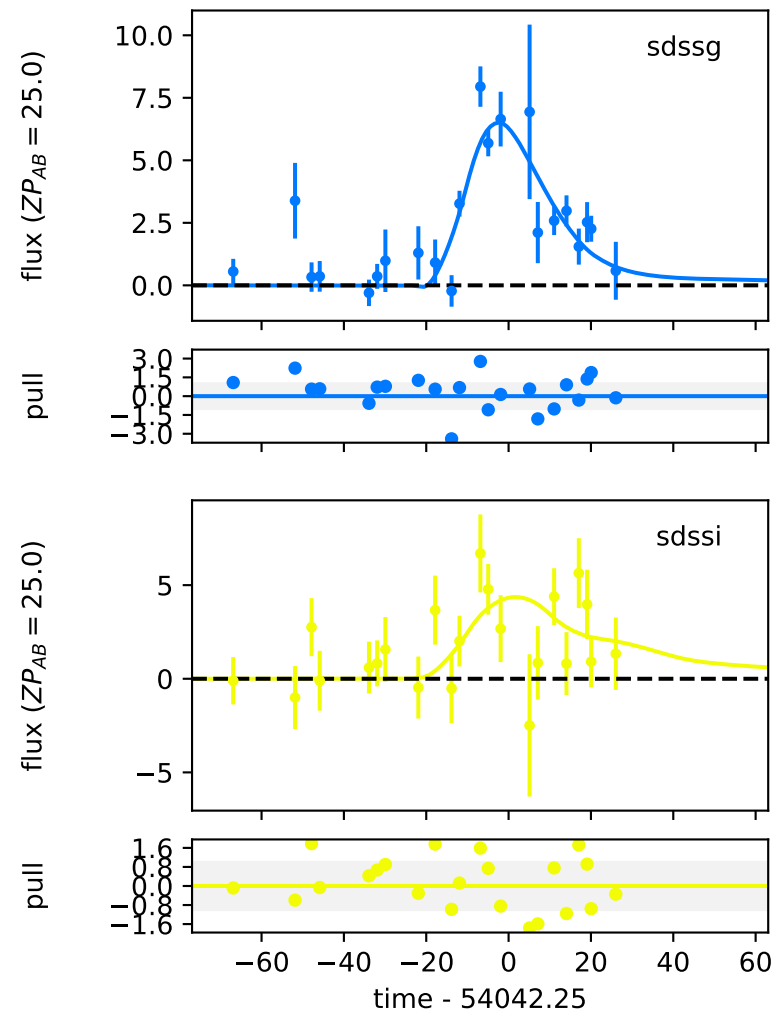 sdssg
flux (ZP_AB = 25.0)
10.0
7.5
5.0
2.5
0.0
pull
3.0
1.5
0.0
−1.5
−3.0
sdssi
flux (ZP_AB = 25.0)
5
0
−5
pull
1.6
0.8
0.0
−0.8
−1.6
−60 −40 −20 0 20 40 60
time - 54042.25